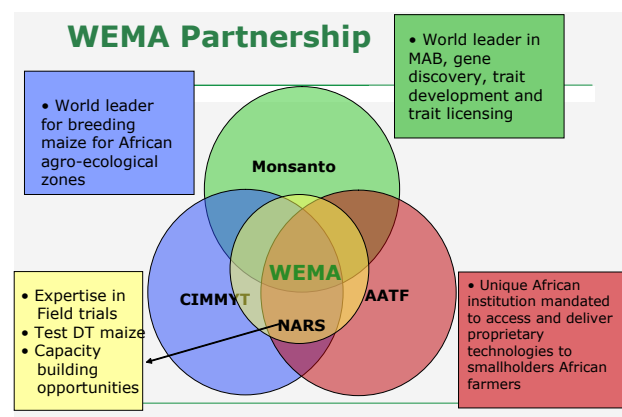 WEMA Partnership
• World leader in
MAB, gene
discovery, trait
development and
trait licensing
• World leader
for breeding
maize for African
agro-ecological
zones
Monsanto
WEMA
CIMMYT
AATF
NARS
• Expertise in
Field trials
• Test DT maize
• Capacity
building
opportunities
• Unique African
institution mandated
to access and deliver
proprietary
technologies to
smallholders African
farmers